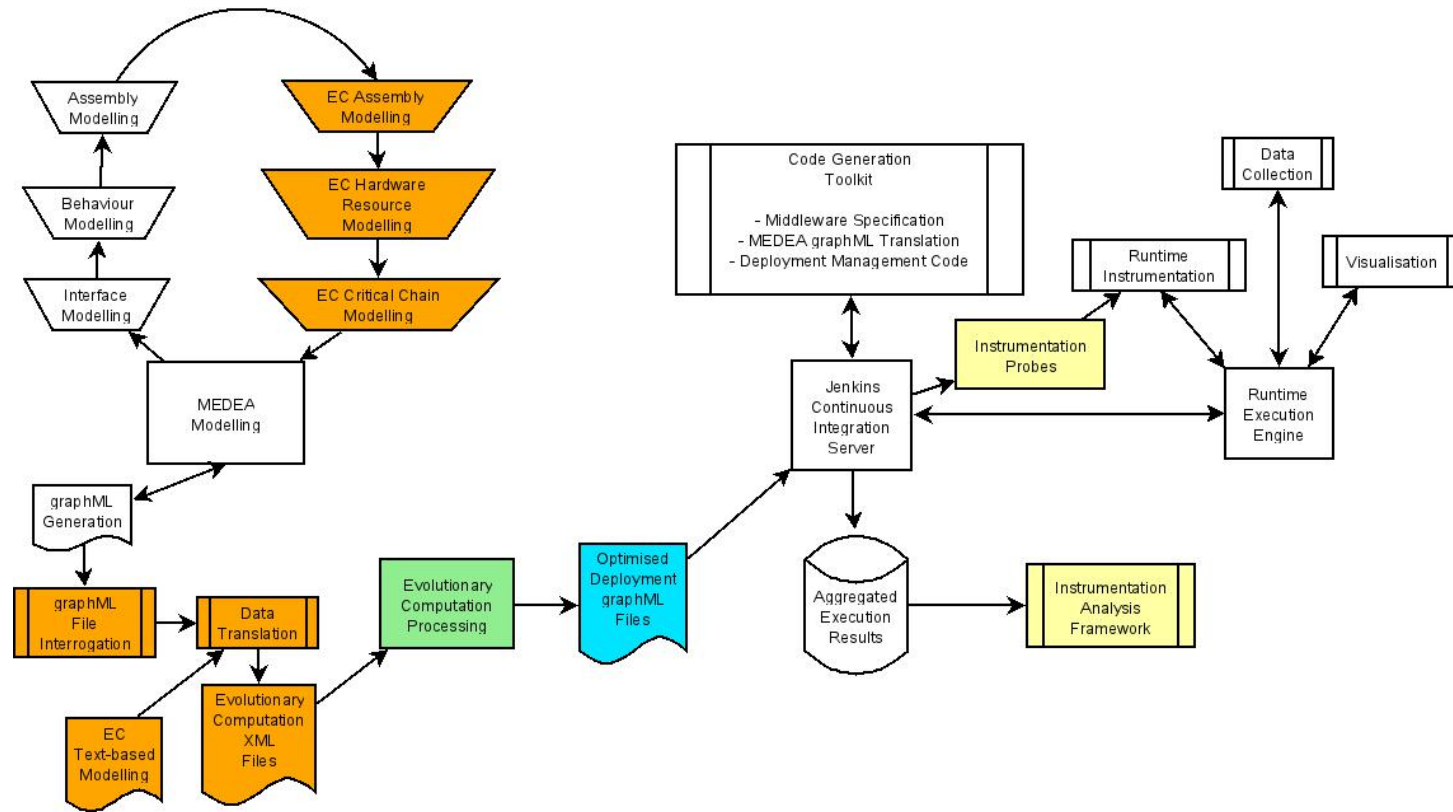 Assembly
Modelling
EC Assembly
Modelling
Behaviour
Modelling
EC Hardware
Resource
Modelling
Interface
Modelling
EC Critical Chain
Modelling
MEDEA
Modelling
graphML
Generation
graphML
File
Interrogation
Data
Translation
EC
Text-based
Modelling
Evolutionary
Computation
XML
Files
Evolutionary
Computation
Processing
Optimised
Deployment
graphML
Files
Code Generation
Toolkit
- Middleware Specification
- MEDEA graphML Translation
- Deployment Management Code
Jenkins
Continuous
Integration
Server
Instrumentation
Probes
Runtime
Instrumentation
Data
Collection
Visualisation
Runtime
Execution
Engine
Aggregated
Execution
Results
Instrumentation
Analysis
Framework